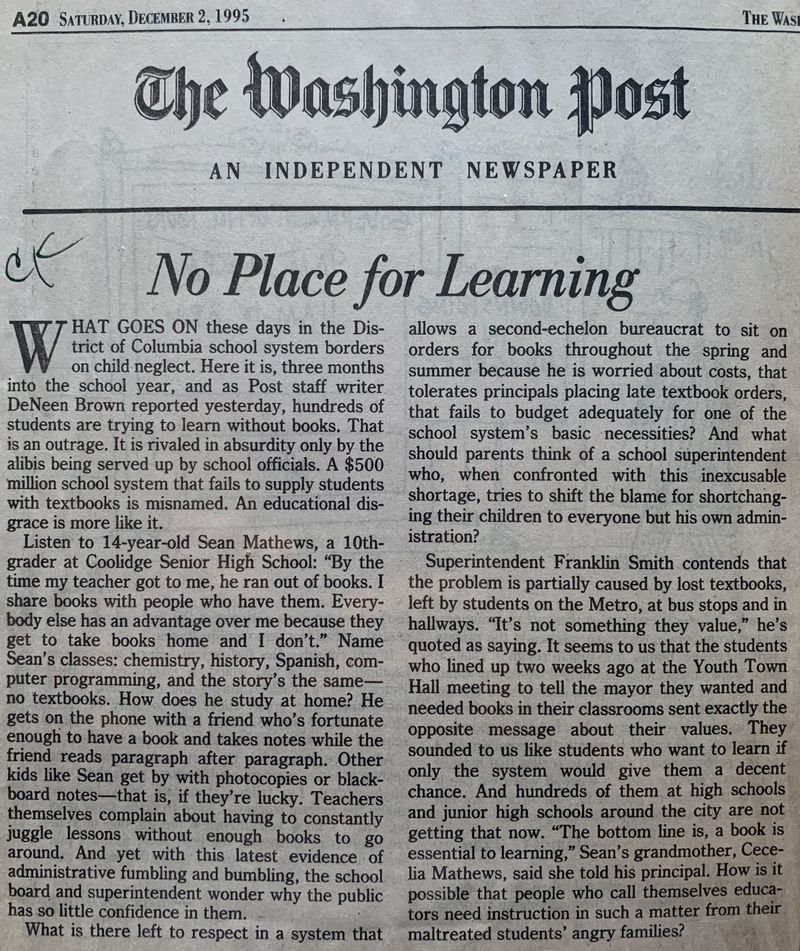 A20 SATURDAY, DECEMBER 2, 1995
THE WASH
The Washington Post
AN INDEPENDENT NEWSPAPER
CK
No Place for Learning
WHAT GOES ON these days in the Dis-
trict of Columbia school system borders
on child neglect. Here it is, three months
into the school year, and as Post staff writer
DeNeen Brown reported yesterday, hundreds of
students are trying to learn without books. That
is an outrage. It is rivaled in absurdity only by the
alibis being served up by school officials. A $500
million school system that fails to supply students
with textbooks is misnamed. An educational dis-
grace is more like it.
Listen to 14-year-old Sean Mathews, a 10th-
grader at Coolidge Senior High School: “By the
time my teacher got to me, he ran out of books. I
share books with people who have them. Every-
body else has an advantage over me because they
get to take books home and I don’t.” Name
Sean’s classes: chemistry, history, Spanish, com-
puter programming, and the story’s the same—
no textbooks. How does he study at home? He
gets on the phone with a friend who’s fortunate
enough to have a book and takes notes while the
friend reads paragraph after paragraph. Other
kids like Sean get by with photocopies or black-
board notes—that is, if they’re lucky. Teachers
themselves complain about having to constantly
juggle lessons without enough books to go
around. And yet with this latest evidence of
administrative fumbling and bumbling, the school
board and superintendent wonder why the public
has so little confidence in them.
What is there left to respect in a system that
allows a second-echelon bureaucrat to sit on
orders for books throughout the spring and
summer because he is worried about costs, that
tolerates principals placing late textbook orders,
that fails to budget adequately for one of the
school system’s basic necessities? And what
should parents think of a school superintendent
who, when confronted with this inexcusable
shortage, tries to shift the blame for shortchang-
ing their children to everyone but his own admin-
istration?
Superintendent Franklin Smith contends that
the problem is partially caused by lost textbooks,
left by students on the Metro, at bus stops and in
hallways. “It’s not something they value,” he’s
quoted as saying. It seems to us that the students
who lined up two weeks ago at the Youth Town
Hall meeting to tell the mayor they wanted and
needed books in their classrooms sent exactly the
opposite message about their values. They
sounded to us like students who want to learn if
only the system would give them a decent
chance. And hundreds of them at high schools
and junior high schools around the city are not
getting that now. “The bottom line is, a book is
essential to learning,” Sean’s grandmother, Cece-
lia Mathews, said she told his principal. How is it
possible that people who call themselves educa-
tors need instruction in such a matter from their
maltreated students’ angry families?